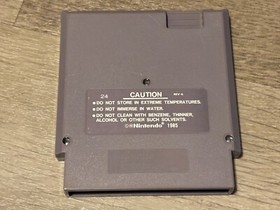 24 CAUTION REV-A
•DO NOT STORE IN EXTREME TEMPERATURES.
•DO NOT IMMERSE IN WATER.
•DO NOT CLEAN WITH BENZENE, THINNER,
ALCOHOL OR OTHER SUCH SOLVENTS.
©®Nintendo® 1985